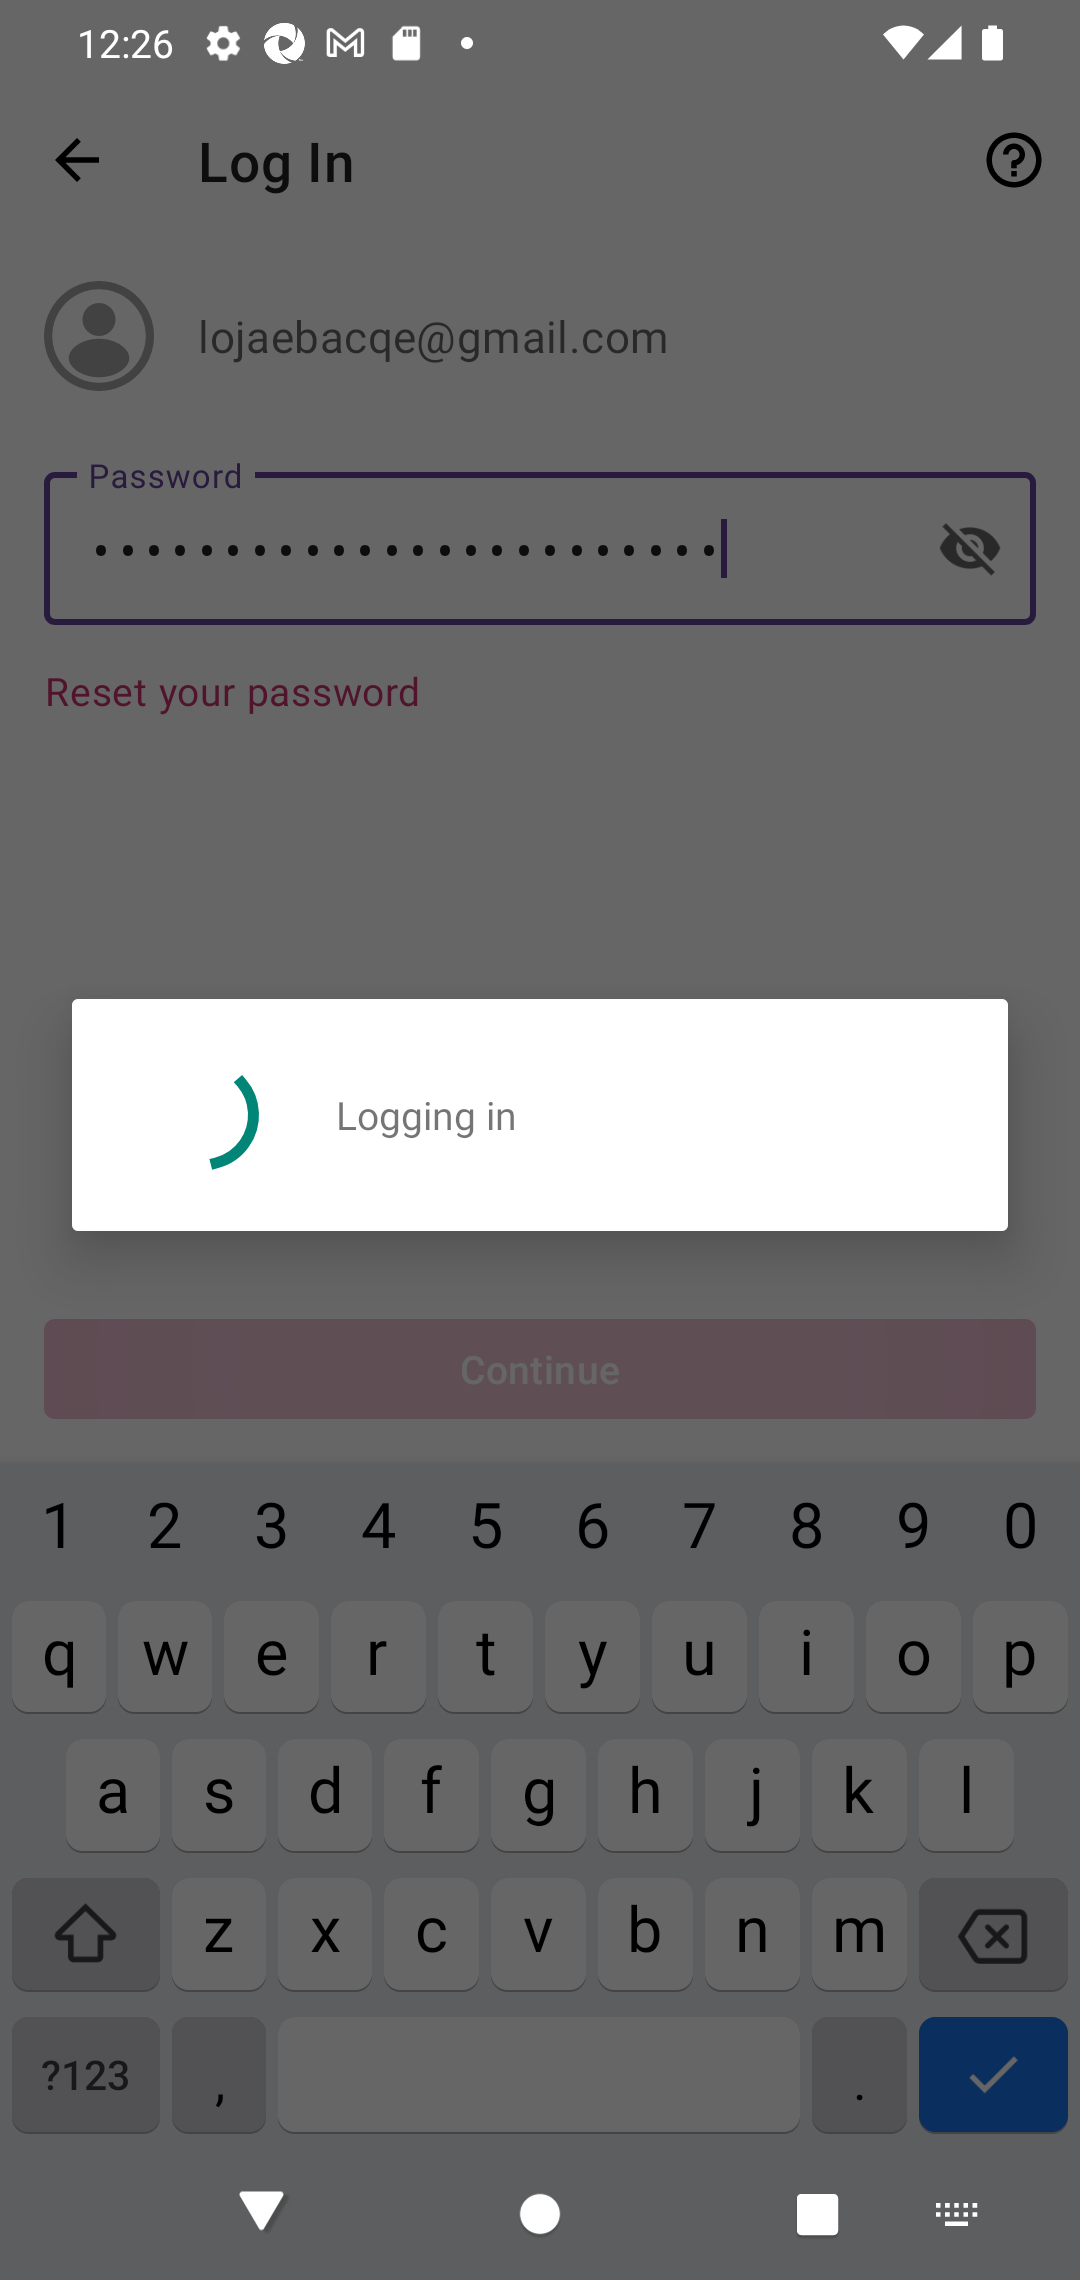 12:26
Log In
lojaebacqe@gmail.com
Password
••••••••••••••••••••••••
Reset your password
Logging in
Continue
1 2 3 4 5 6 7 8 9 0
q w e r t y u i o p
a s d f g h j k l
z x c v b n m
?123 , .